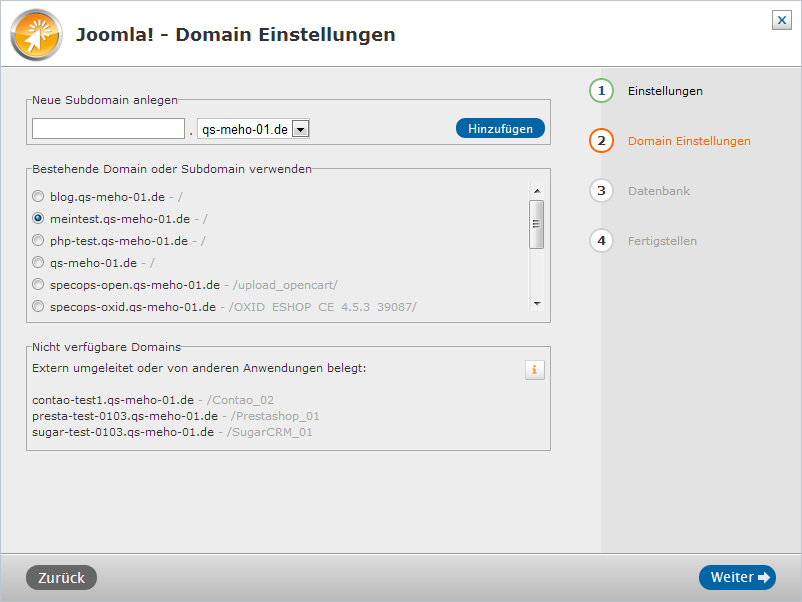 Joomla! - Domain Einstellungen
X
Neue Subdomain anlegen
. qs-meho-01.de Hinzufügen
Bestehende Domain oder Subdomain verwenden
blog.qs-meho-01.de - /
meintest.qs-meho-01.de - /
php-test.qs-meho-01.de - /
qs-meho-01.de - /
specops-open.qs-meho-01.de - /upload_opencart/
specops-oxid.qs-meho-01.de - /OXID_ESHOP_CE_4.5.3_39087/
Nicht verfügbare Domains
Extern umgeleitet oder von anderen Anwendungen belegt:
i
contao-test1.qs-meho-01.de - /Contao_02
presta-test-0103.qs-meho-01.de - /Prestashop_01
sugar-test-0103.qs-meho-01.de - /SugarCRM_01
1 Einstellungen
2 Domain Einstellungen
3 Datenbank
4 Fertigstellen
Zurück
Weiter